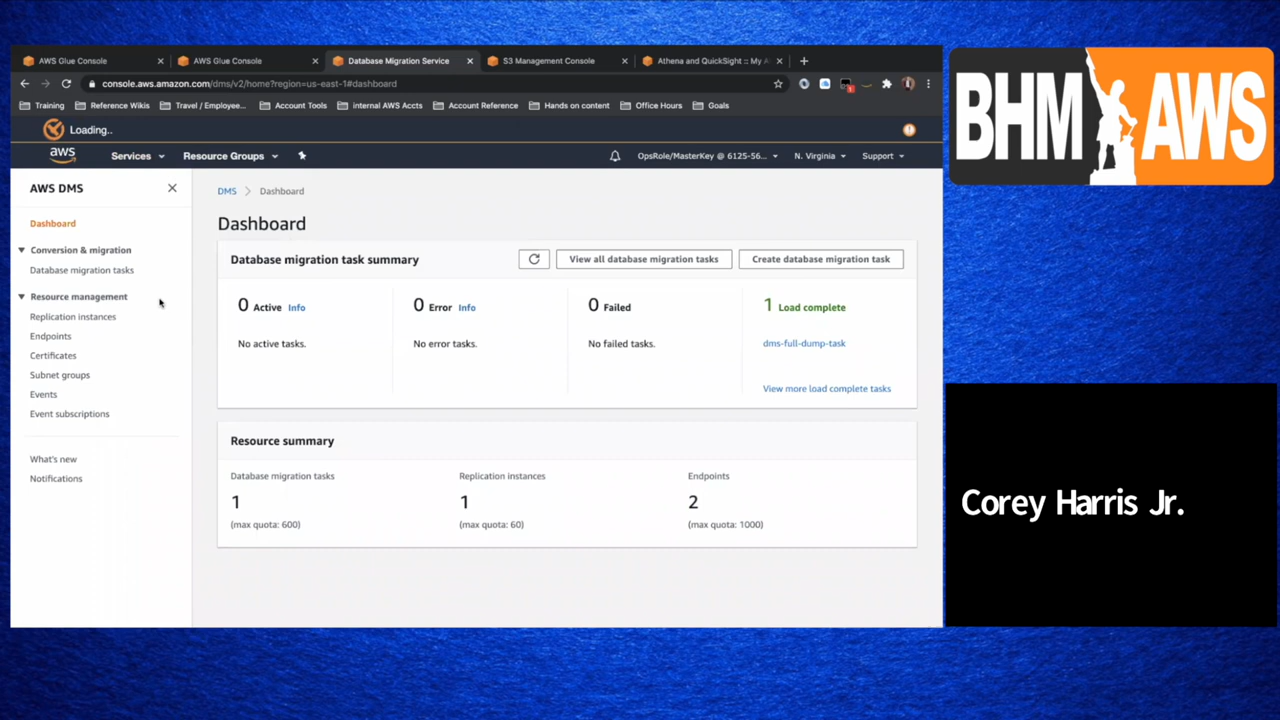 AWS Glue Console
AWS Glue Console
Database Migration Service
S3 Management Console
Athena and QuickSight :: My A
console.aws.amazon.com/dms/v2/home?region=us-east-1#dashboard
Training
Reference Wikis
Travel / Employee...
Account Tools
internal AWS Accts
Account Reference
Hands on content
Office Hours
Goals
Loading..
aws
Services
Resource Groups
OpsRole/MasterKey @ 6125-56...
N. Virginia
Support
AWS DMS
Dashboard
Conversion & migration
Database migration tasks
Resource management
Replication instances
Endpoints
Certificates
Subnet groups
Events
Event subscriptions
What's new
Notifications
DMS
Dashboard
Dashboard
Database migration task summary
View all database migration tasks
Create database migration task
0 Active Info
No active tasks.
0 Error Info
No error tasks.
0 Failed
No failed tasks.
1 Load complete
dms-full-dump-task
View more load complete tasks
Resource summary
Database migration tasks
1
(max quota: 600)
Replication instances
1
(max quota: 60)
Endpoints
2
(max quota: 1000)
BHM AWS
Corey Harris Jr.